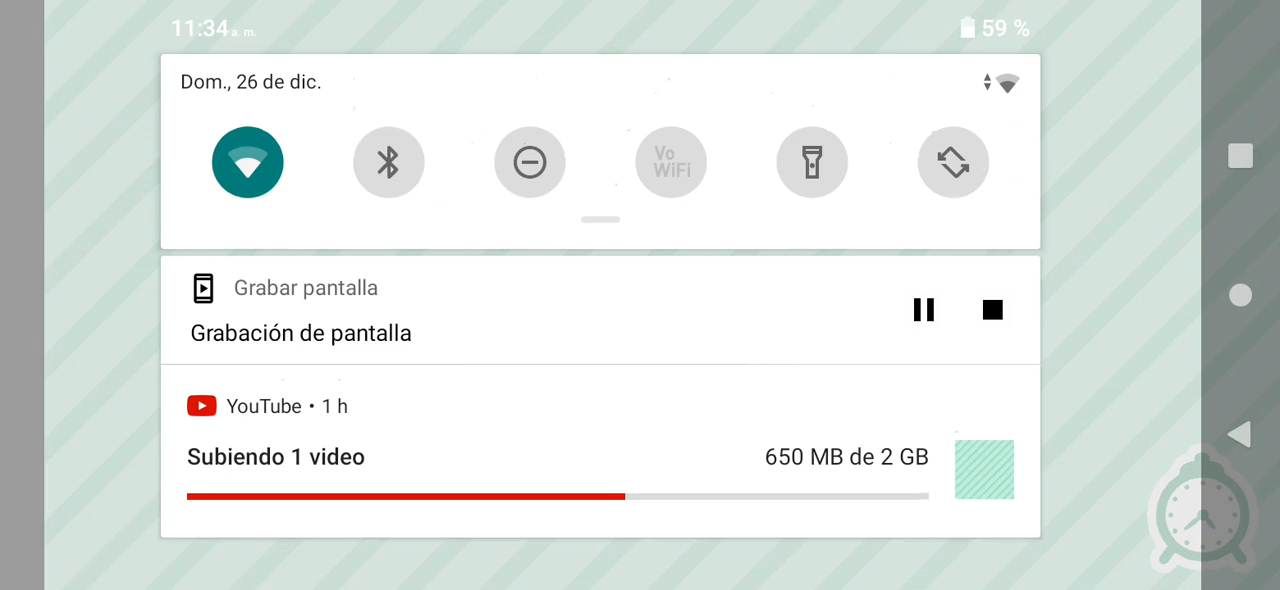 11:34 a. m.
59 %
Dom., 26 de dic.
Vo
WiFi
Grabar pantalla
Grabación de pantalla
YouTube • 1 h
Subiendo 1 video
650 MB de 2 GB